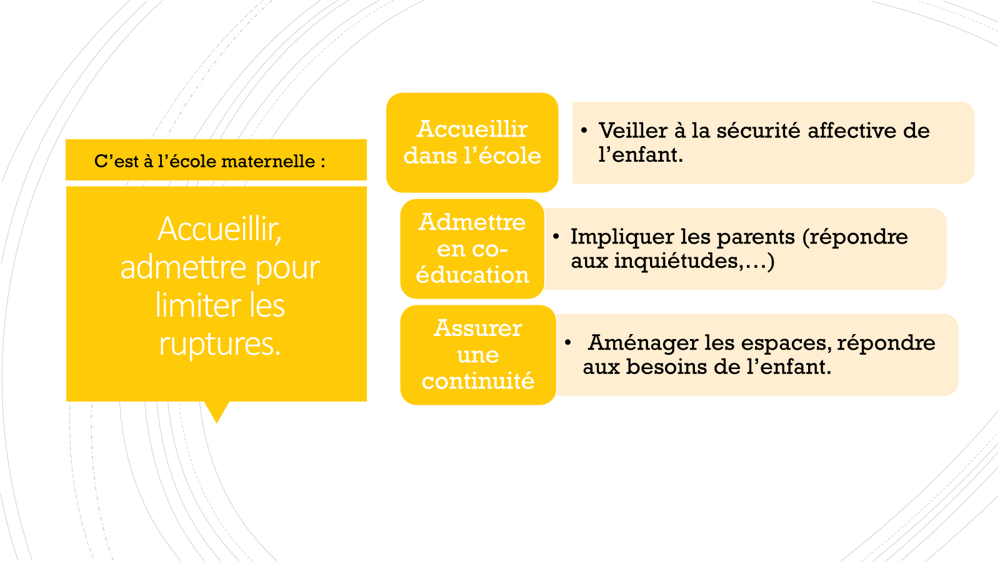 C’est à l’école maternelle :
Accueillir,
admettre pour
limiter les
ruptures.
Accueillir
dans l’école
• Veiller à la sécurité affective de
l’enfant.
Admettre
en co-
éducation
• Impliquer les parents (répondre
aux inquiétudes,…)
Assurer
une
continuité
• Aménager les espaces, répondre
aux besoins de l’enfant.